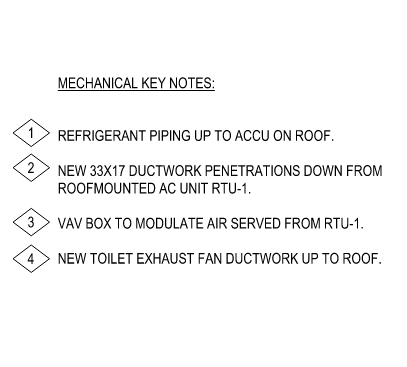 MECHANICAL KEY NOTES:
1 REFRIGERANT PIPING UP TO ACCU ON ROOF.
2 NEW 33X17 DUCTWORK PENETRATIONS DOWN FROM
ROOFMOUNTED AC UNIT RTU-1.
3 VAV BOX TO MODULATE AIR SERVED FROM RTU-1.
4 NEW TOILET EXHAUST FAN DUCTWORK UP TO ROOF.